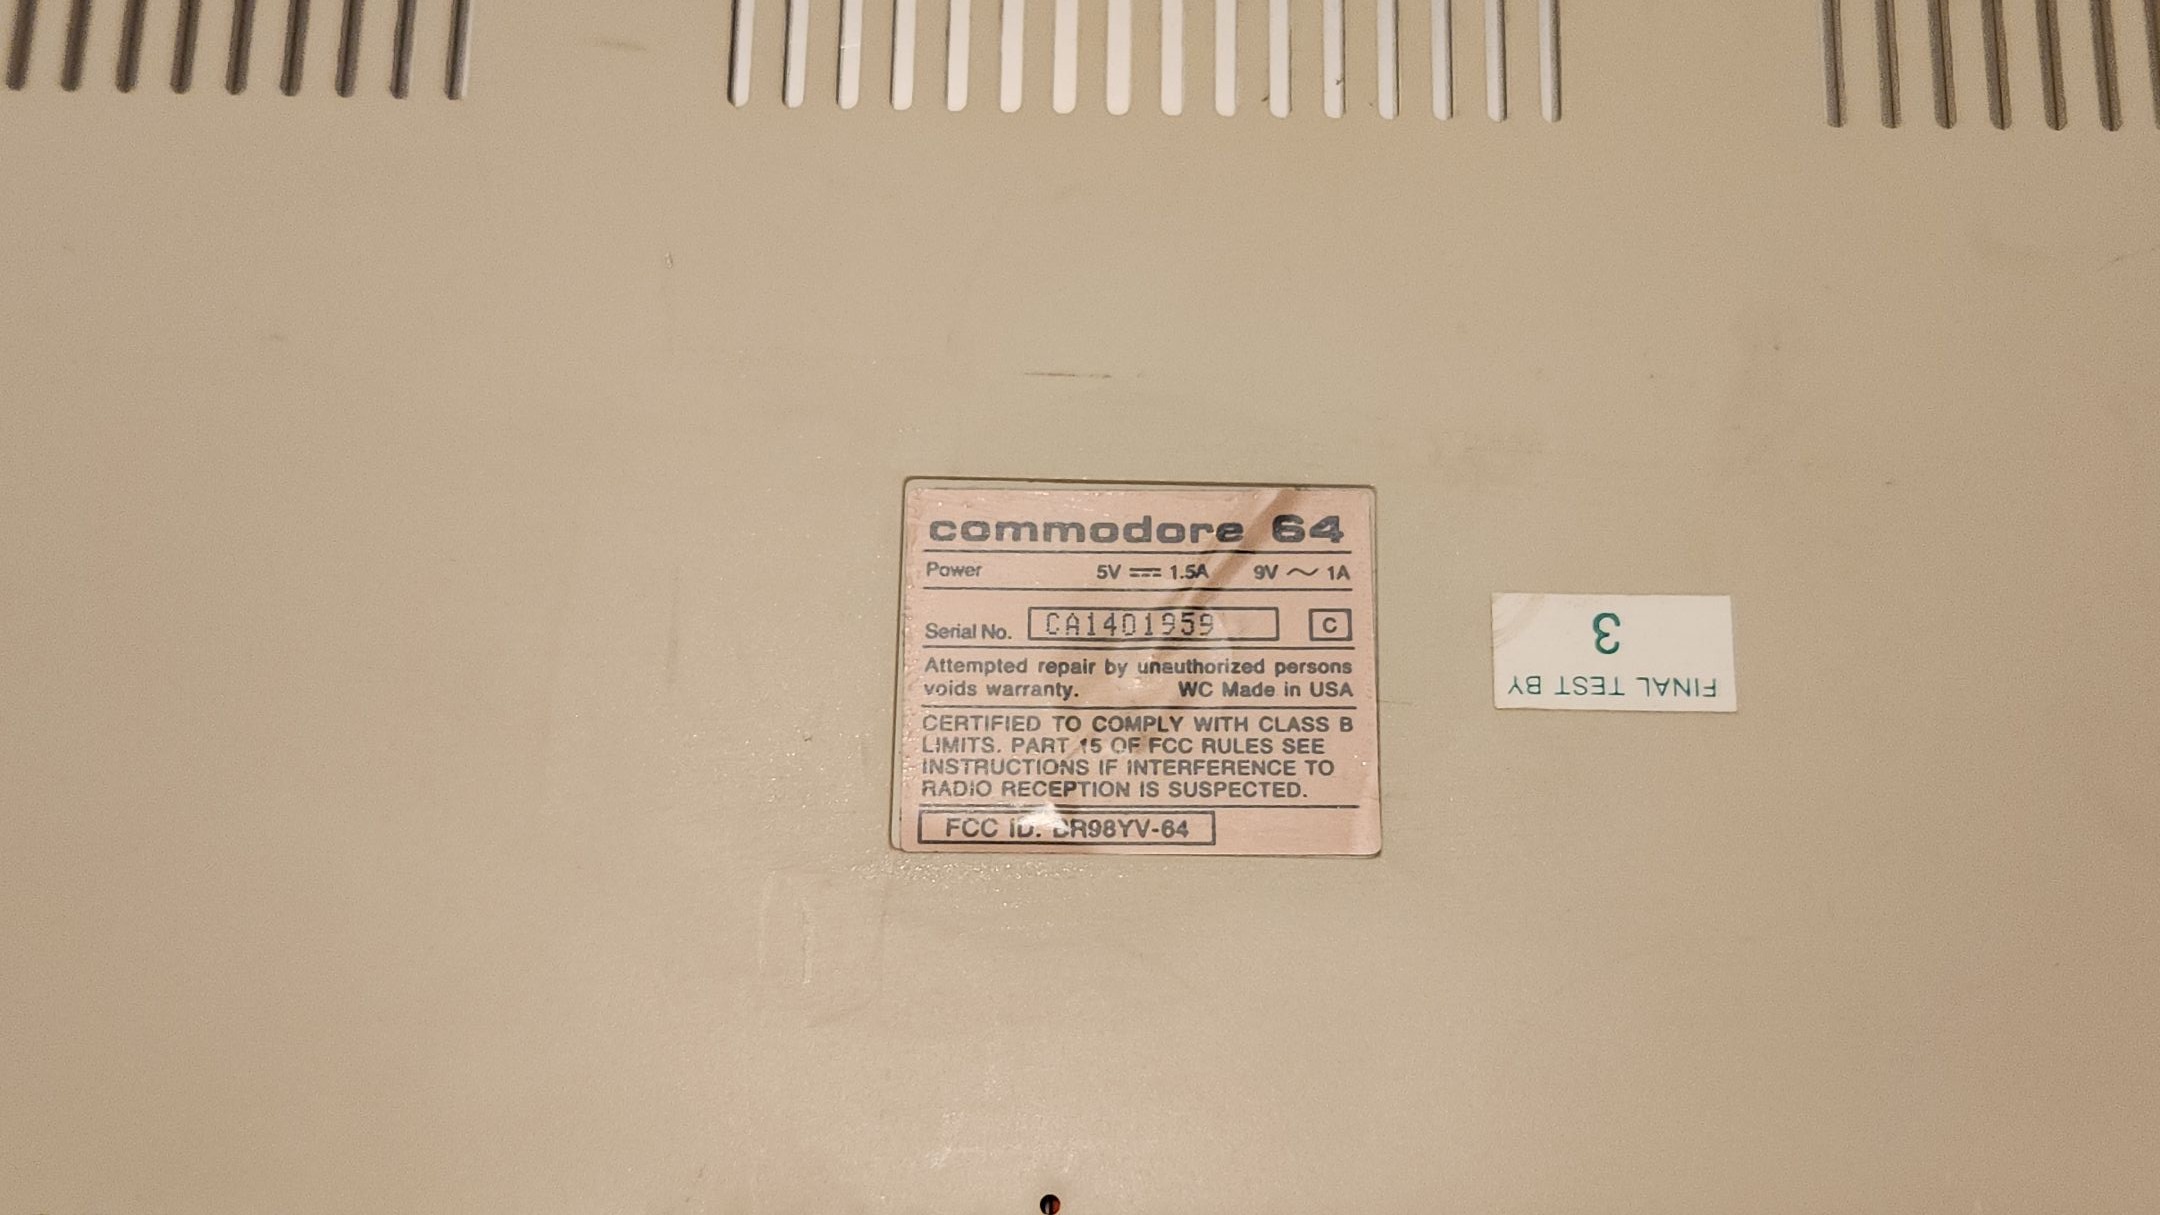 commodore 64
Power 5V ⎓ 1.5A 9V ~ 1A
Serial No. CA1401959 C
Attempted repair by unauthorized persons
voids warranty. WC Made in USA
CERTIFIED TO COMPLY WITH CLASS B
LIMITS. PART 15 OF FCC RULES SEE
INSTRUCTIONS IF INTERFERENCE TO
RADIO RECEPTION IS SUSPECTED.
FCC ID. BR98YV-64
FINAL TEST BY
3